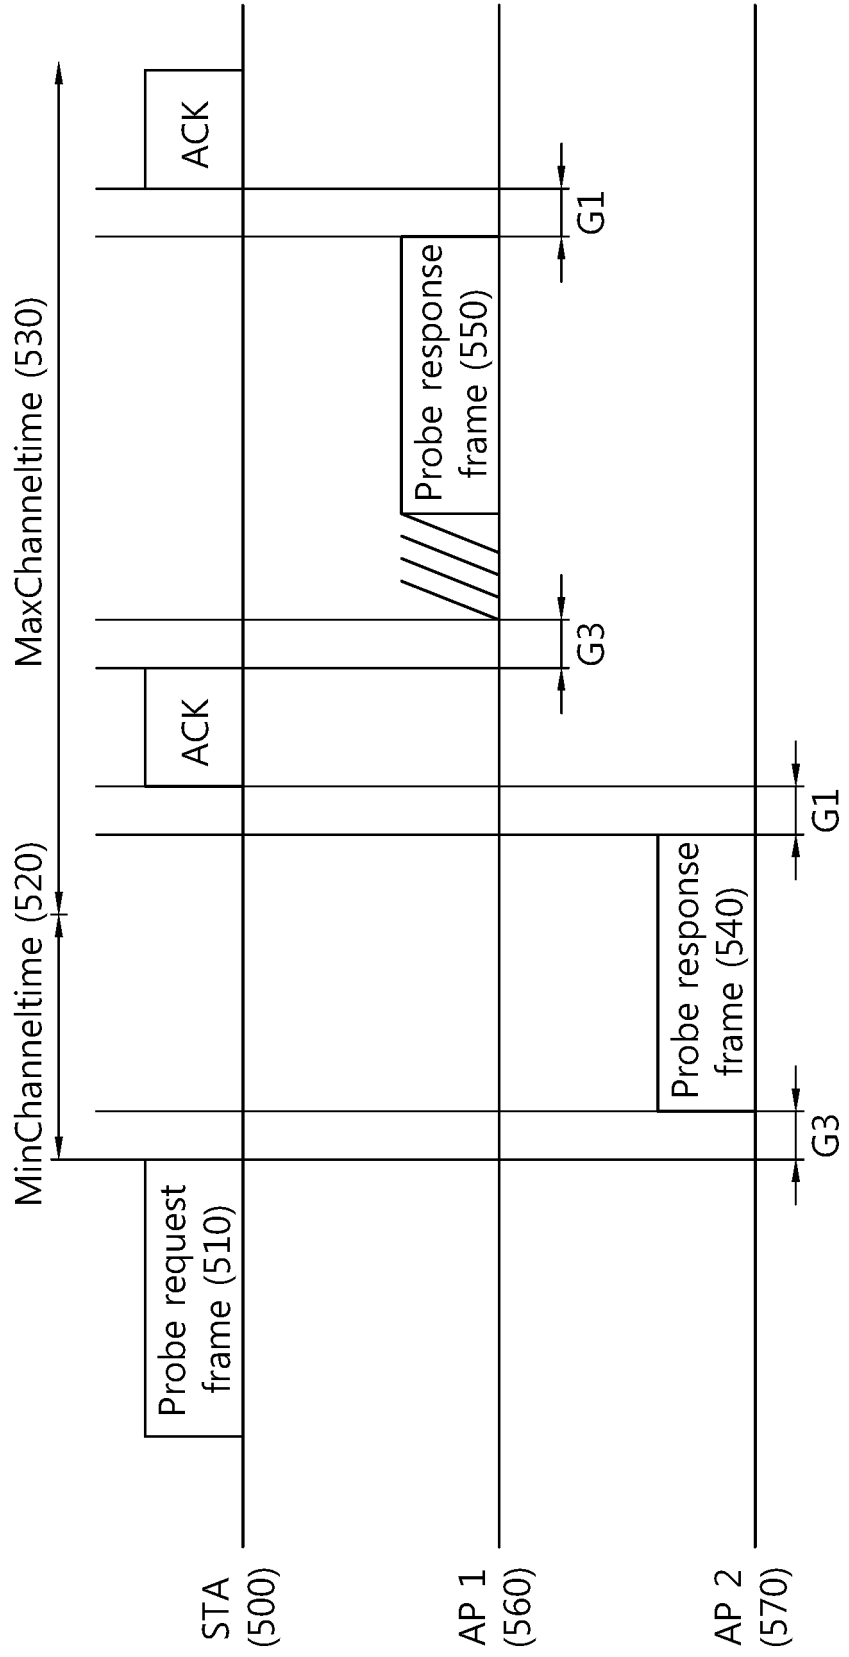 MinChanneltime (520)
MaxChanneltime (530)
STA
(500)
Probe request
frame (510)
ACK
ACK
AP 1
(560)
Probe response
frame (550)
G3
G1
AP 2
(570)
Probe response
frame (540)
G3
G1